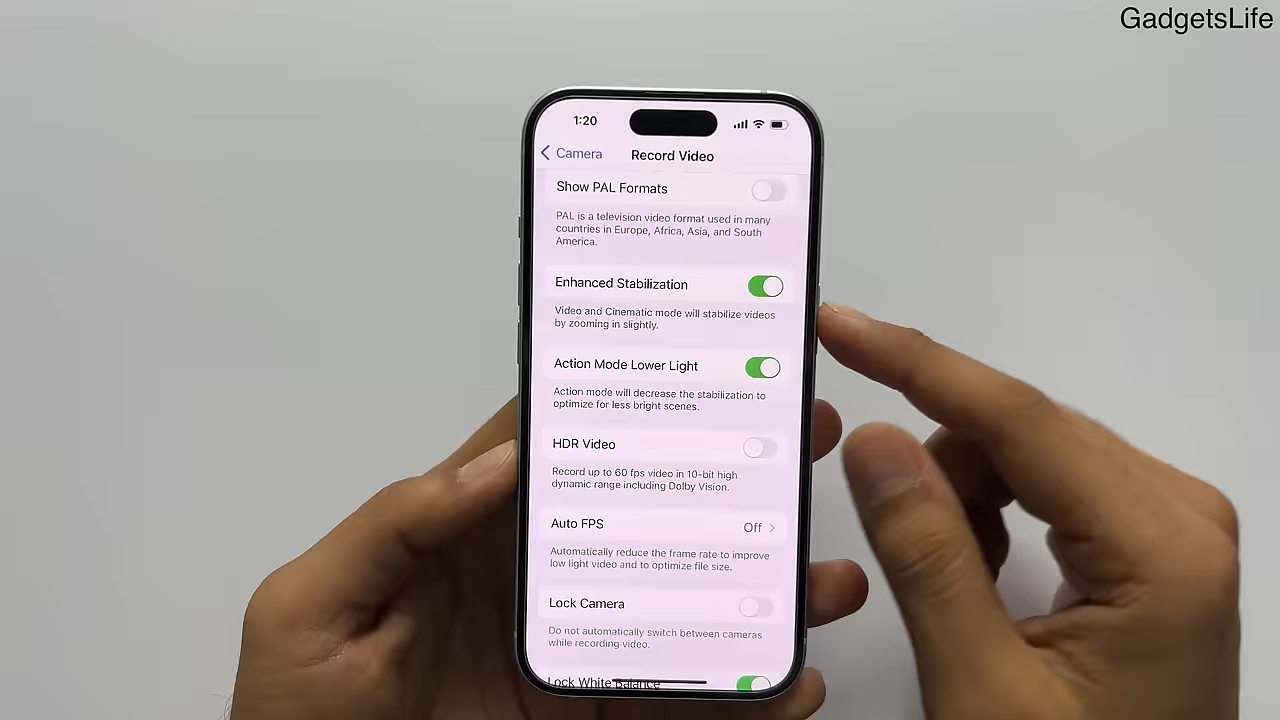 GadgetsLife
1:20
Camera
Record Video
Show PAL Formats
PAL is a television video format used in many
countries in Europe, Africa, Asia, and South
America.
Enhanced Stabilization
Video and Cinematic mode will stabilize videos
by zooming in slightly.
Action Mode Lower Light
Action mode will decrease the stabilization to
optimize for less bright scenes.
HDR Video
Record up to 60 fps video in 10-bit high
dynamic range including Dolby Vision.
Auto FPS
Off
Automatically reduce the frame rate to improve
low light video and to optimize file size.
Lock Camera
Do not automatically switch between cameras
while recording video.
Lock White Balance